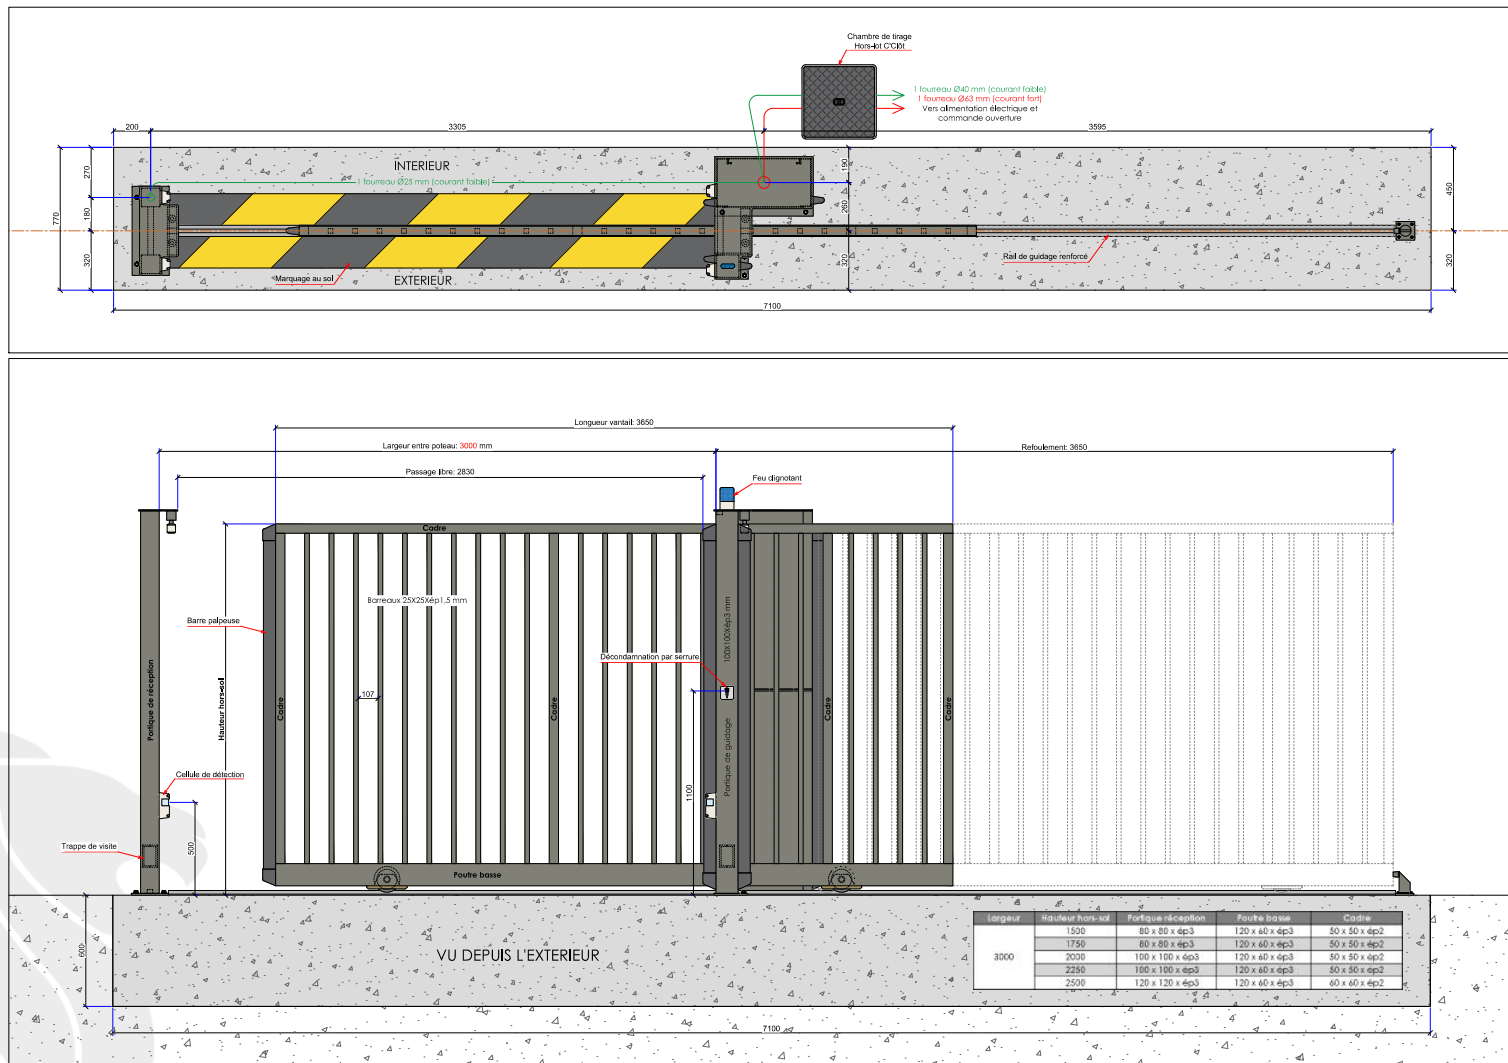 Chambre de tirage
Hors-lot C'Clôt
1 fourreau Ø40 mm (courant faible)
1 fourreau Ø63 mm (courant fort)
Vers alimentation électrique et
commande ouverture
200
3305
3595
INTERIEUR
1 fourreau Ø25 mm (courant faible)
270
180
320
770
190
260
320
450
320
Marquage au sol
EXTERIEUR
Rail de guidage renforcé
7100
Longueur vantail: 3650
Largeur entre poteau: 3000 mm
Refoulement: 3650
Passage libre: 2830
Feu clignotant
Cadre
Barreaux 25X25Xép1,5 mm
Barre palpeuse
100X100Xép3 mm
Décondamnation par serrure
Portique de réception
Hauteur hors-sol
107
Cadre
Cadre
Cadre
Cadre
Portique de guidage
1100
Cellule de détection
500
Trappe de visite
Poutre basse
600
VU DEPUIS L'EXTERIEUR
Largeur Hauteur hors-sol Portique réception Poutre basse Cadre
3000
1500 80 x 80 x ép3 120 x 60 x ép3 50 x 50 x ép2
1750 80 x 80 x ép3 120 x 60 x ép3 50 x 50 x ép2
2000 100 x 100 x ép3 120 x 60 x ép3 50 x 50 x ép2
2250 100 x 100 x ép3 120 x 60 x ép3 50 x 50 x ép2
2500 120 x 120 x ép3 120 x 60 x ép3 60 x 60 x ép2
7100